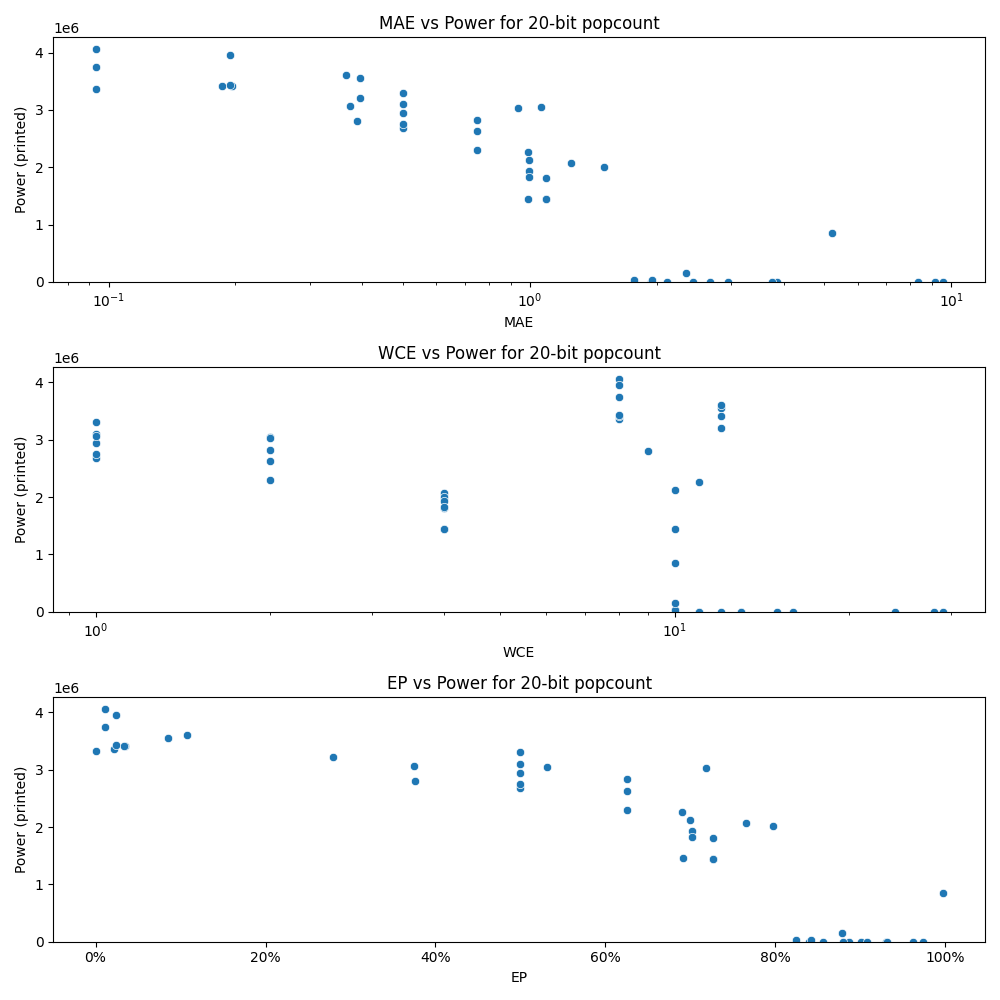 MAE vs Power for 20-bit popcount
1e6
4
3
2
1
0
Power (printed)
10⁻¹ 10⁰ 10¹
MAE
WCE vs Power for 20-bit popcount
1e6
4
3
2
1
0
Power (printed)
10⁰ 10¹
WCE
EP vs Power for 20-bit popcount
1e6
4
3
2
1
0
Power (printed)
0% 20% 40% 60% 80% 100%
EP